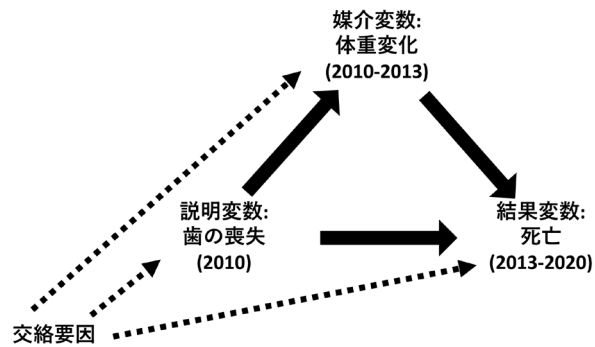 媒介変数:
体重変化
(2010-2013)
説明変数:
歯の喪失
(2010)
結果変数:
死亡
(2013-2020)
交絡要因